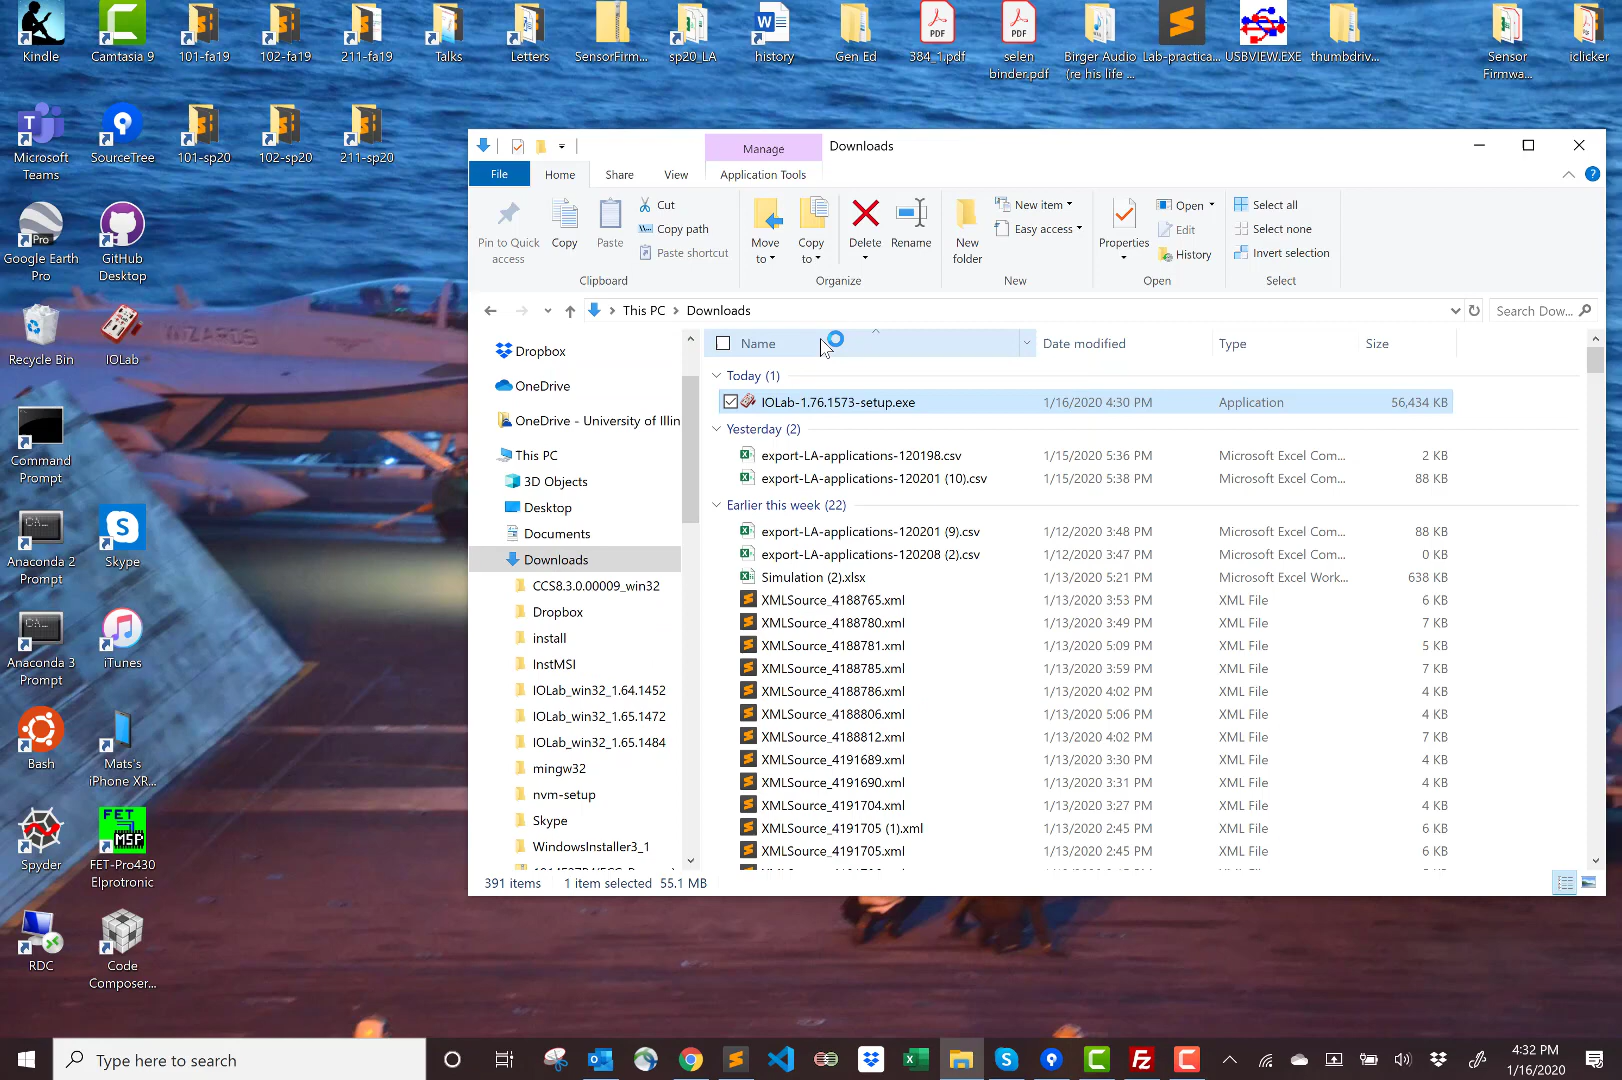 Kindle
Camtasia 9
101-fa19
102-fa19
211-fa19
Talks
Letters
SensorFirm...
sp20_LA
history
Gen Ed
384_1.pdf
selen
binder.pdf
Birger Audio
(re his life ...
Lab-practica...
USBVIEW.EXE
thumbdriv...
Sensor
Firmwa...
iclicker
PDF
PDF
Microsoft
Teams
SourceTree
101-sp20
102-sp20
211-sp20
Pro
Google Earth
Pro
GitHub
Desktop
Recycle Bin
IOLab
Command
Prompt
Anaconda 2
Prompt
Skype
Anaconda 3
Prompt
iTunes
Bash
Mats's
iPhone XR...
Spyder
FET
MSP
FET-Pro430
Elprotronic
RDC
Code
Composer...
WIZARDS
Manage
Downloads
File
Home
Share
View
Application Tools
Pin to Quick
access
Copy
Paste
Cut
Copy path
Paste shortcut
Clipboard
Move
to
Copy
to
Delete
Rename
Organize
New
folder
New item
Easy access
New
Properties
Open
Edit
History
Open
Select all
Select none
Invert selection
Select
This PC
Downloads
Search Dow...
Dropbox
OneDrive
OneDrive - University of Illin
This PC
3D Objects
Desktop
Documents
Downloads
CCS8.3.0.00009_win32
Dropbox
install
InstMSI
IOLab_win32_1.64.1452
IOLab_win32_1.65.1472
IOLab_win32_1.65.1484
mingw32
nvm-setup
Skype
WindowsInstaller3_1
Name Date modified Type Size
Today (1)
IOLab-1.76.1573-setup.exe 1/16/2020 4:30 PM Application 56,434 KB
Yesterday (2)
export-LA-applications-120198.csv 1/15/2020 5:36 PM Microsoft Excel Com... 2 KB
export-LA-applications-120201 (10).csv 1/15/2020 5:38 PM Microsoft Excel Com... 88 KB
Earlier this week (22)
export-LA-applications-120201 (9).csv 1/12/2020 3:48 PM Microsoft Excel Com... 88 KB
export-LA-applications-120208 (2).csv 1/12/2020 3:47 PM Microsoft Excel Com... 0 KB
Simulation (2).xlsx 1/13/2020 5:21 PM Microsoft Excel Work... 638 KB
XMLSource_4188765.xml 1/13/2020 3:53 PM XML File 6 KB
XMLSource_4188780.xml 1/13/2020 3:49 PM XML File 7 KB
XMLSource_4188781.xml 1/13/2020 5:09 PM XML File 5 KB
XMLSource_4188785.xml 1/13/2020 3:59 PM XML File 7 KB
XMLSource_4188786.xml 1/13/2020 4:02 PM XML File 4 KB
XMLSource_4188806.xml 1/13/2020 5:06 PM XML File 4 KB
XMLSource_4188812.xml 1/13/2020 4:02 PM XML File 7 KB
XMLSource_4191689.xml 1/13/2020 3:30 PM XML File 4 KB
XMLSource_4191690.xml 1/13/2020 3:31 PM XML File 4 KB
XMLSource_4191704.xml 1/13/2020 3:27 PM XML File 4 KB
XMLSource_4191705 (1).xml 1/13/2020 2:45 PM XML File 6 KB
XMLSource_4191705.xml 1/13/2020 2:45 PM XML File 6 KB
391 items 1 item selected 55.1 MB
Type here to search
4:32 PM
1/16/2020